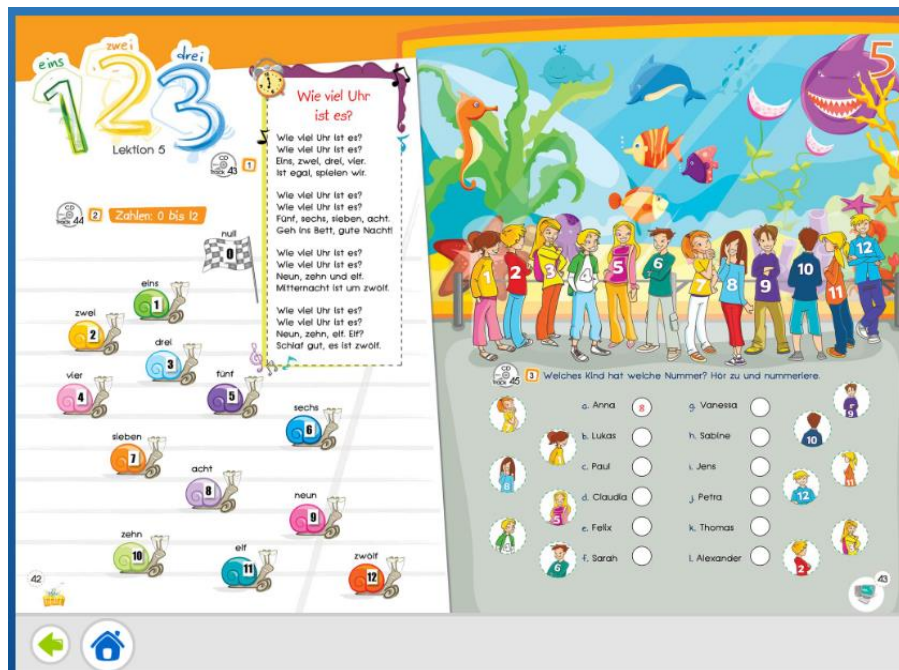 eins
zwei
drei
1 2 3
Lektion 5
CD
Track 43
1
Wie viel Uhr
ist es?
Wie viel Uhr ist es?
Wie viel Uhr ist es?
Eins, zwei, drei, vier.
Ist egal, spielen wir.
Wie viel Uhr ist es?
Wie viel Uhr ist es?
Fünf, sechs, sieben, acht.
Geh ins Bett, gute Nacht!
Wie viel Uhr ist es?
Wie viel Uhr ist es?
Neun, zehn und elf.
Mitternacht ist um zwölf.
Wie viel Uhr ist es?
Wie viel Uhr ist es?
Neun, zehn, elf. Elf?
Schlaf gut, es ist zwölf.
CD
Track 44
2
Zahlen: 0 bis 12
null
0
eins
1
zwei
2
drei
3
vier
4
fünf
5
sechs
6
sieben
7
acht
8
neun
9
zehn
10
elf
11
zwölf
12
42
5
1 2 3 4 5 6 7 8 9 10 11 12
CD
Track 45
3 Welches Kind hat welche Nummer? Hör zu und nummeriere.
a. Anna 8
b. Lukas
c. Paul
d. Claudia
e. Felix
f. Sarah
g. Vanessa
h. Sabine
i. Jens
j. Petra
k. Thomas
l. Alexander
8
5
6
9
10
11
12
2
43